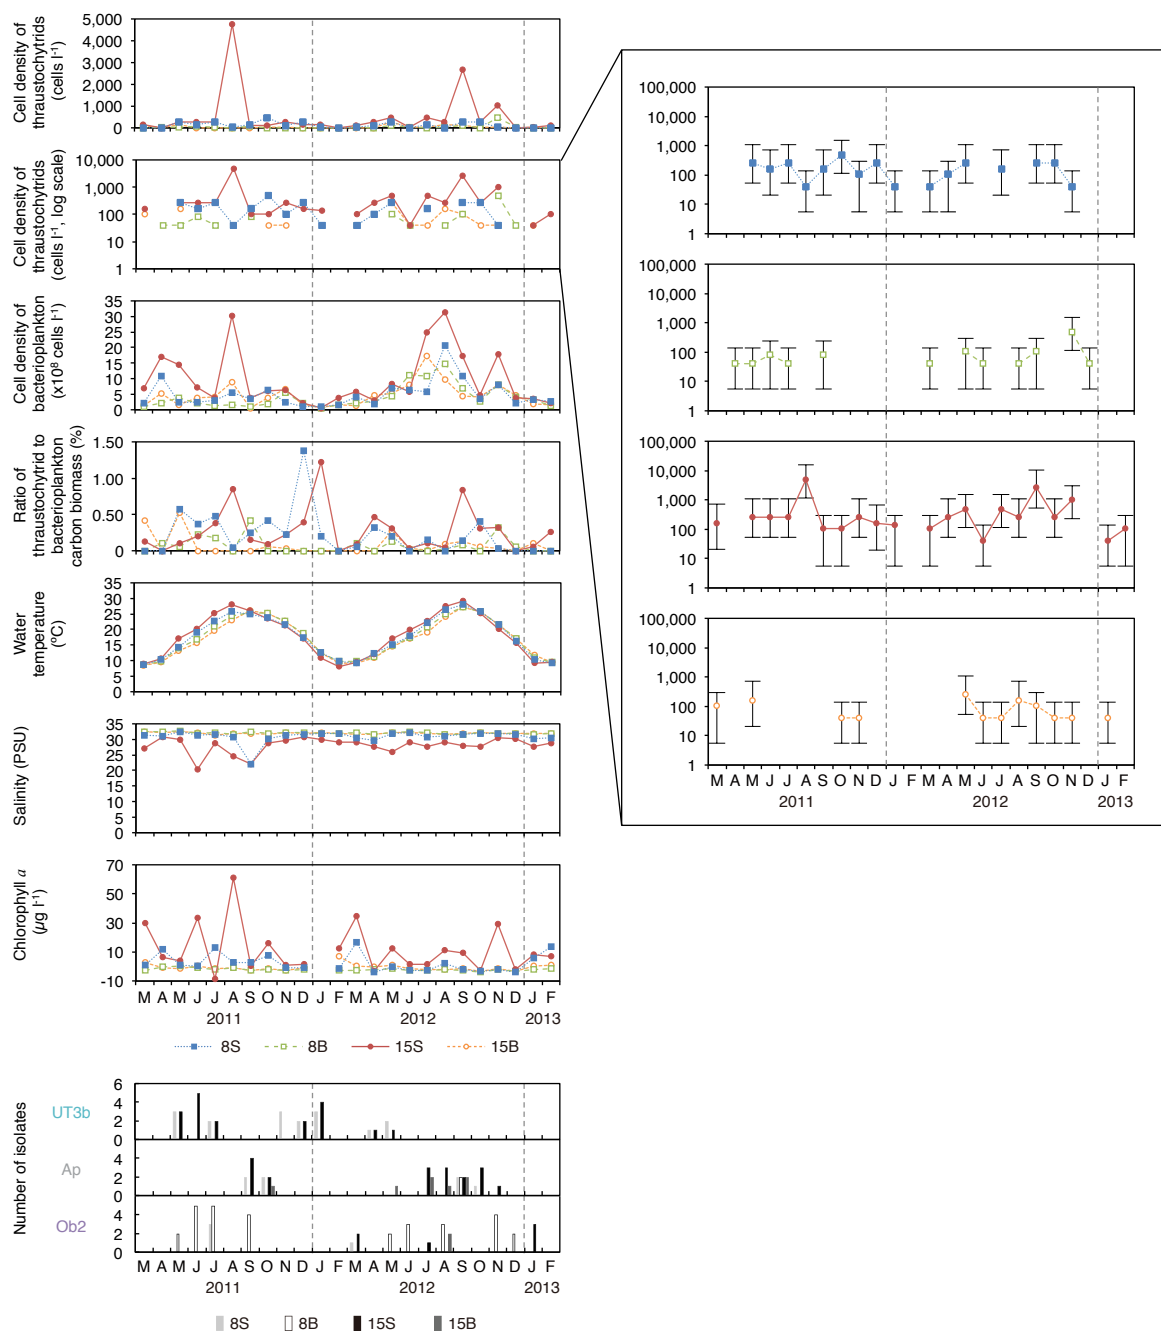 Cell density of
thraustochytrids
(cells l-1)
5,000
4,000
3,000
2,000
1,000
0
Cell density of
thraustochytrids
(cells l-1, log scale)
10,000
1,000
100
10
1
Cell density of
bacterioplankton
(x10⁸ cells l-1)
35
30
25
20
15
10
5
0
Ratio of
thraustochytrid to
bacterioplankton
carbon biomass (%)
1.50
1.00
0.50
0
Water
temperature
(ºC)
35
30
25
20
15
10
5
0
Salinity (PSU)
35
30
25
20
15
10
5
0
Chlorophyll a
(µg l-1)
70
50
30
10
-10
M A M J J A S O N D J F M A M J J A S O N D J F
2011 2012 2013
8S 8B 15S 15B
100,000
10,000
1,000
100
10
1
100,000
10,000
1,000
100
10
1
100,000
10,000
1,000
100
10
1
100,000
10,000
1,000
100
10
1
M A M J J A S O N D J F M A M J J A S O N D J F
2011 2012 2013
Number of isolates
UT3b
6
4
2
0
Ap
4
2
0
Ob2
4
2
0
M A M J J A S O N D J F M A M J J A S O N D J F
2011 2012 2013
8S 8B 15S 15B